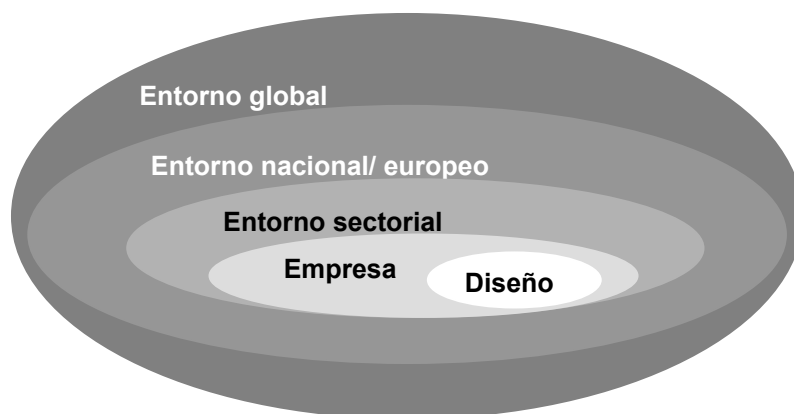 Entorno global
Entorno nacional/ europeo
Entorno sectorial
Empresa
Diseño